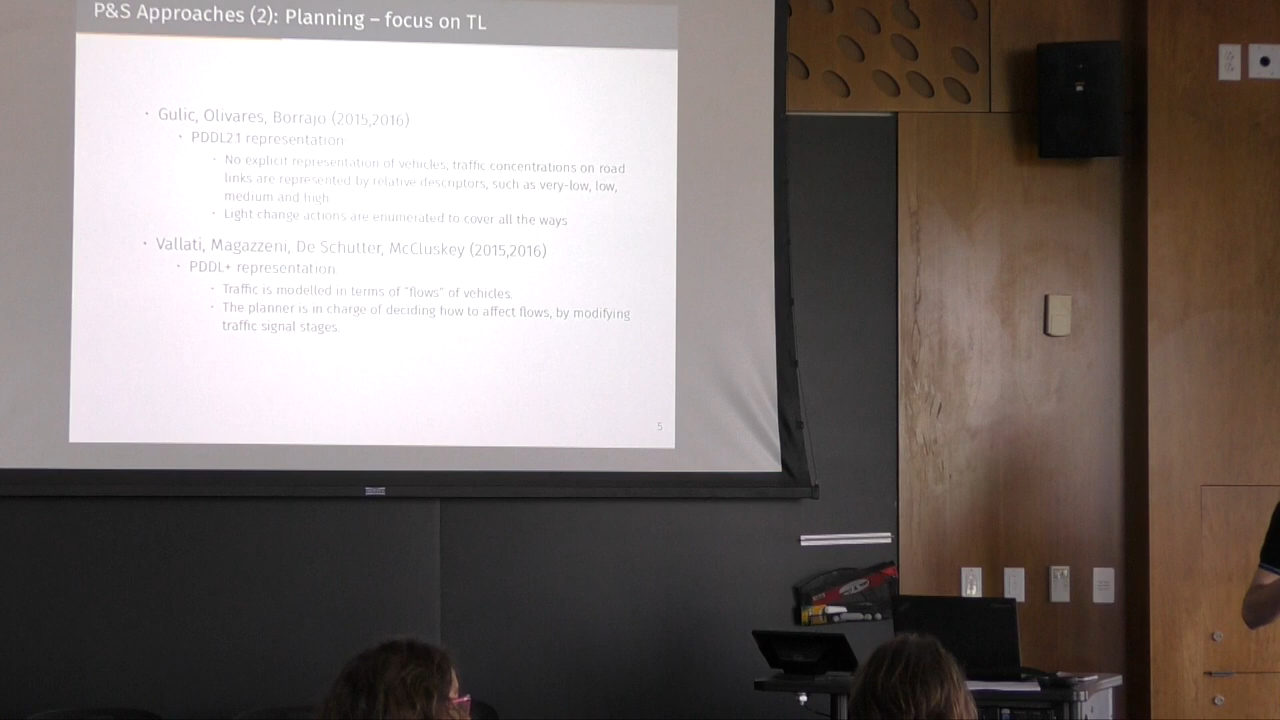 P&S Approaches (2): Planning – focus on TL
· Gulic, Olivares, Borrajo (2015,2016)
· PDDL2.1 representation
· No explicit representation of vehicles; traffic concentrations on road
links are represented by relative descriptors, such as very-low, low,
medium and high
· Light change actions are enumerated to cover all the ways
· Vallati, Magazzeni, De Schutter, McCluskey (2015,2016)
· PDDL+ representation
· Traffic is modelled in terms of “flows” of vehicles.
· The planner is in charge of deciding how to affect flows, by modifying
traffic signal stages.
5